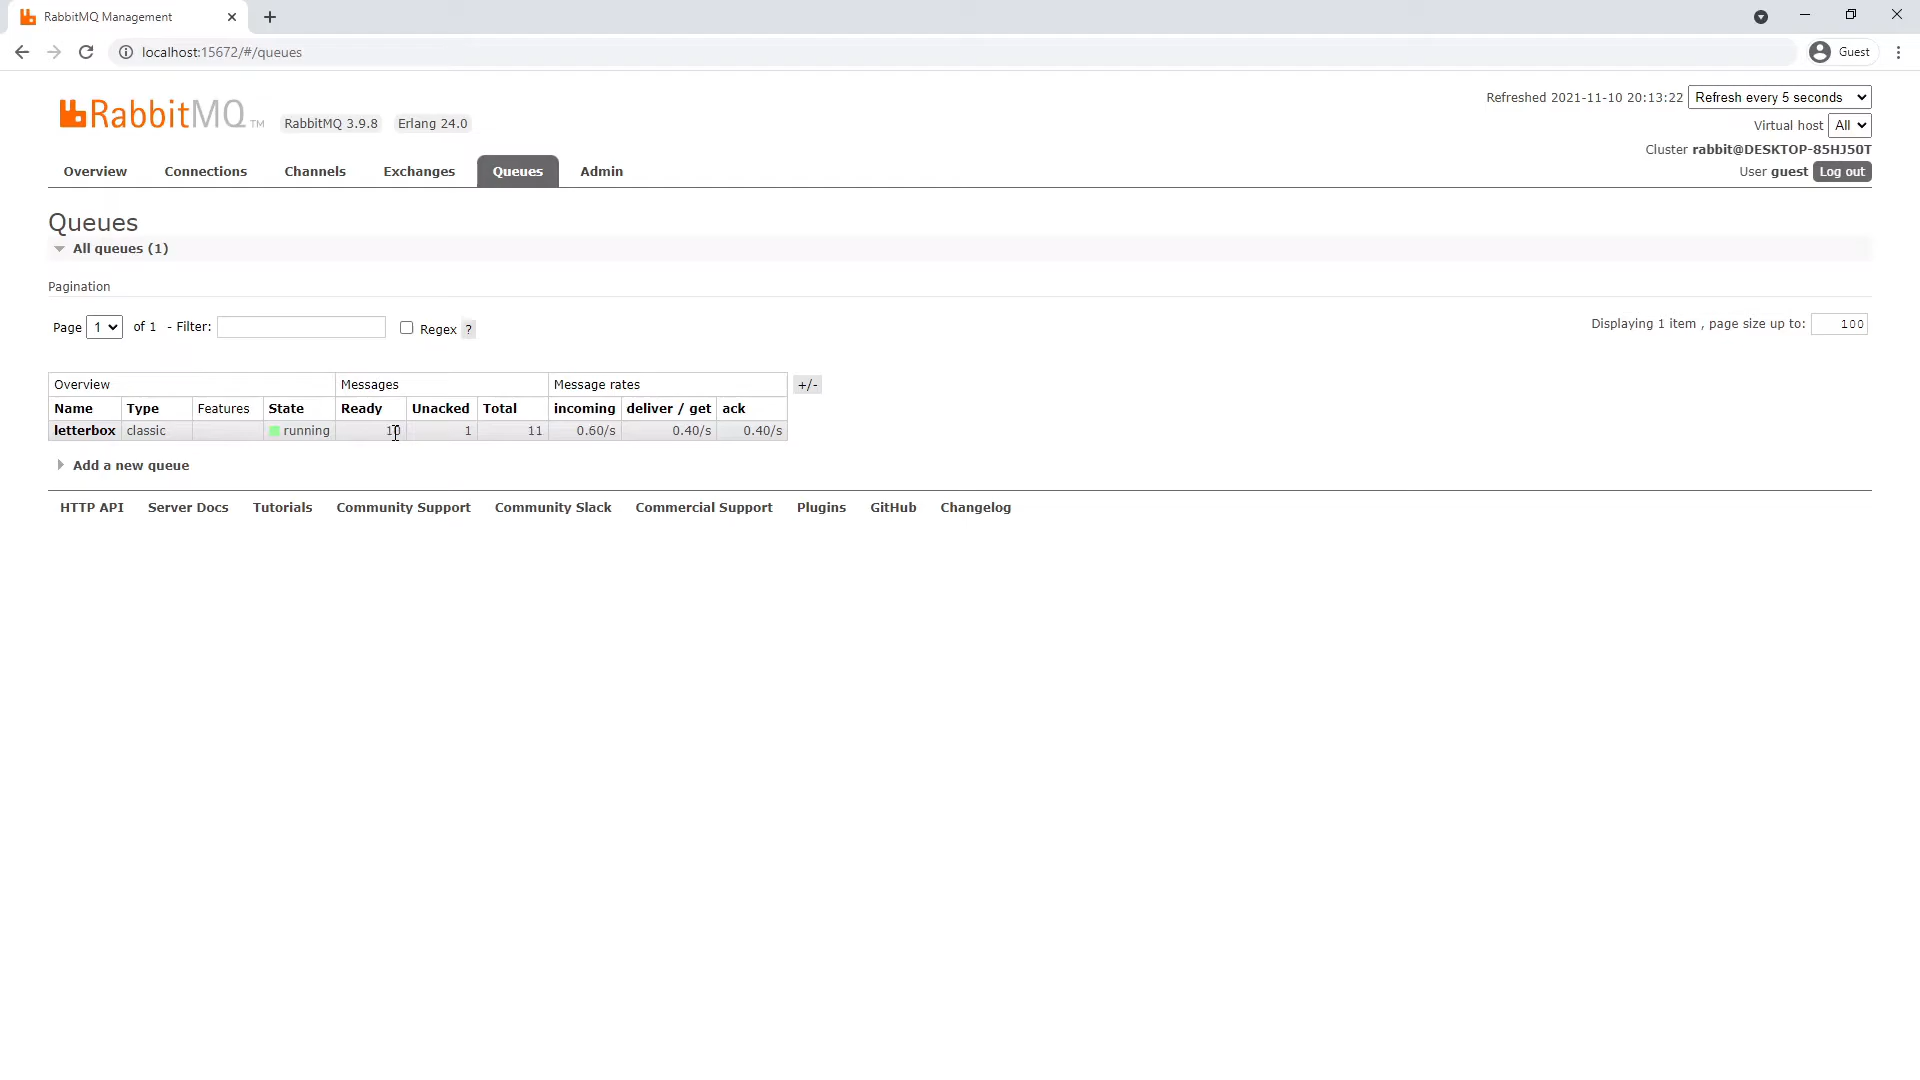 RabbitMQ Management
localhost:15672/#/queues
Guest
RabbitMQ TM
RabbitMQ 3.9.8 Erlang 24.0
Refreshed 2021-11-10 20:13:22 Refresh every 5 seconds
Virtual host All
Cluster rabbit@DESKTOP-85HJ50T
User guest Log out
Overview Connections Channels Exchanges Queues Admin
Queues
All queues (1)
Pagination
Page 1 of 1 - Filter: Regex ?
Displaying 1 item , page size up to: 100
Overview Messages Message rates +/-
Name Type Features State Ready Unacked Total incoming deliver / get ack
letterbox classic running 10 1 11 0.60/s 0.40/s 0.40/s
Add a new queue
HTTP API Server Docs Tutorials Community Support Community Slack Commercial Support Plugins GitHub Changelog